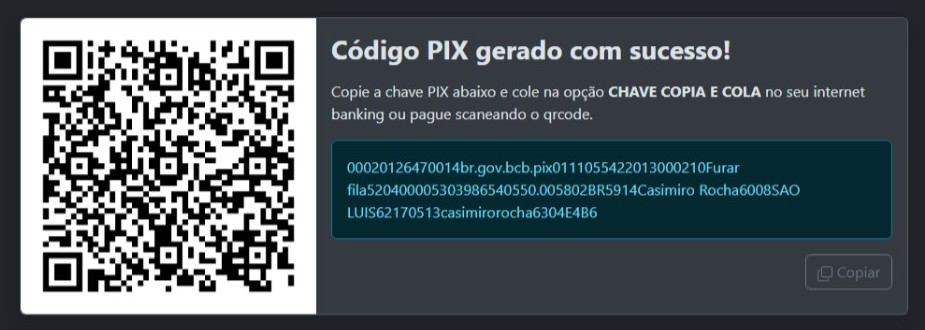 Código PIX gerado com sucesso!
Copie a chave PIX abaixo e cole na opção CHAVE COPIA E COLA no seu internet
banking ou pague scaneando o qrcode.
00020126470014br.gov.bcb.pix0111055422013000210Furar
fila520400005303986540550.005802BR5914Casimiro Rocha6008SAO
LUIS62170513casimirorocha6304E4B6
Copiar